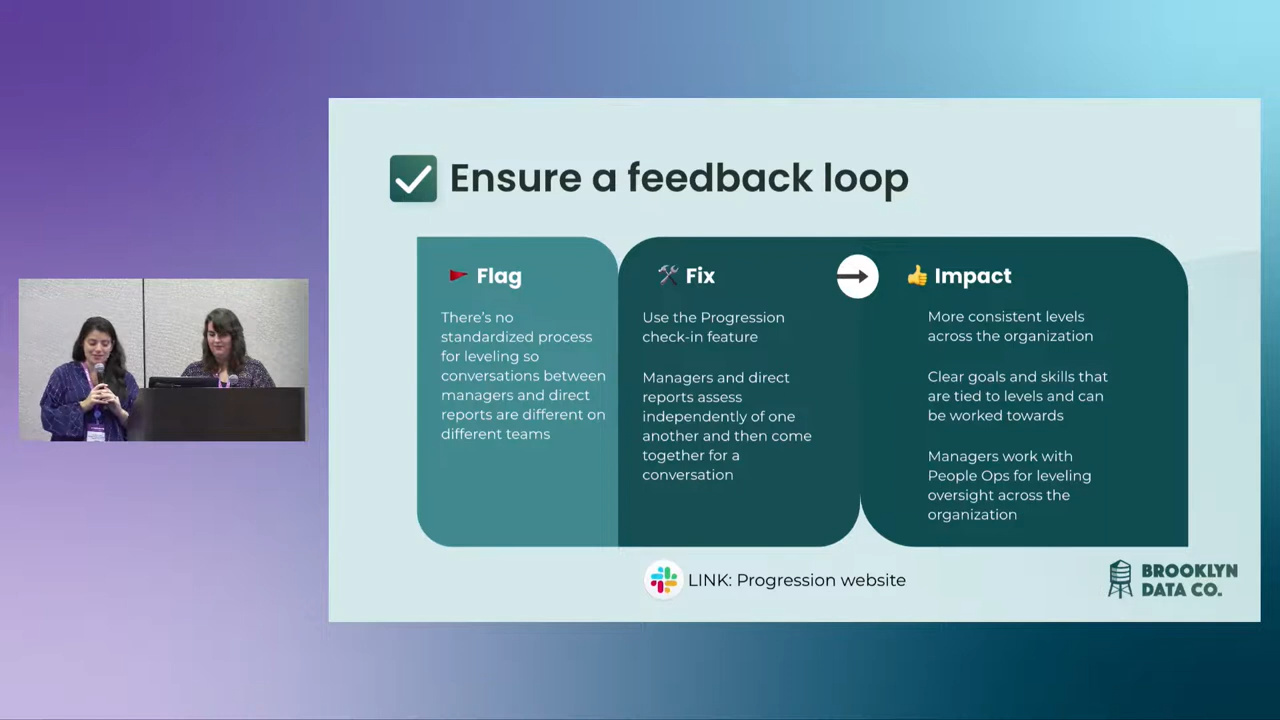 Ensure a feedback loop
Flag
There's no
standardized process
for leveling so
conversations between
managers and direct
reports are different on
different teams
Fix
Use the Progression
check-in feature
Managers and direct
reports assess
independently of one
another and then come
together for a
conversation
Impact
More consistent levels
across the organization
Clear goals and skills that
are tied to levels and can
be worked towards
Managers work with
People Ops for leveling
oversight across the
organization
LINK: Progression website
BROOKLYN
DATA CO.